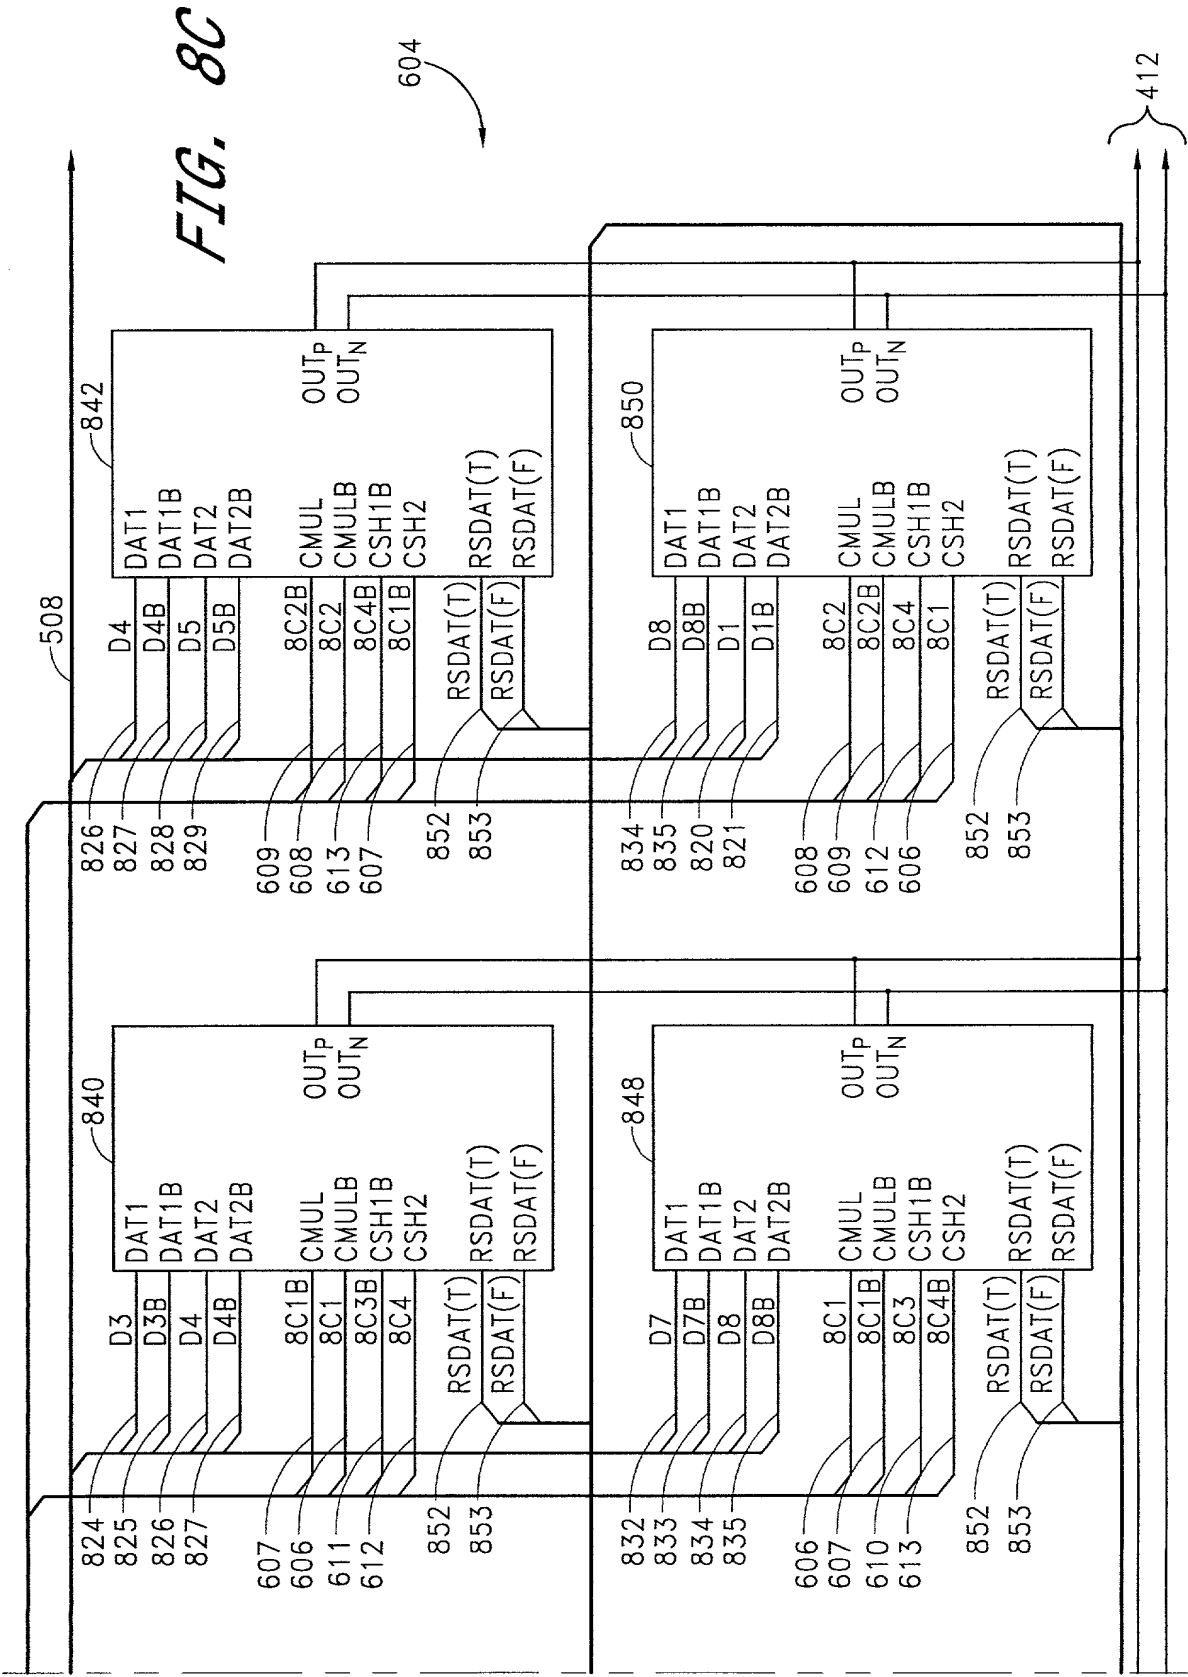 FIG. 8C
604
508
412
840
DAT1
DAT1B
DAT2
DAT2B
CMUL
CMULB
CSH1B
CSH2
RSDAT(T)
RSDAT(F)
OUTP
OUTN
D3
D3B
D4
D4B
8C1B
8C1
8C3B
8C4
RSDAT(T)
RSDAT(F)
824
825
826
827
607
606
611
612
852
853
842
DAT1
DAT1B
DAT2
DAT2B
CMUL
CMULB
CSH1B
CSH2
RSDAT(T)
RSDAT(F)
OUTP
OUTN
D4
D4B
D5
D5B
8C2B
8C2
8C4B
8C1B
RSDAT(T)
RSDAT(F)
826
827
828
829
609
608
613
607
852
853
848
DAT1
DAT1B
DAT2
DAT2B
CMUL
CMULB
CSH1B
CSH2
RSDAT(T)
RSDAT(F)
OUTP
OUTN
D7
D7B
D8
D8B
8C1
8C1B
8C3
8C4B
RSDAT(T)
RSDAT(F)
832
833
834
835
606
607
610
613
852
853
850
DAT1
DAT1B
DAT2
DAT2B
CMUL
CMULB
CSH1B
CSH2
RSDAT(T)
RSDAT(F)
OUTP
OUTN
D8
D8B
D1
D1B
8C2
8C2B
8C4
8C1
RSDAT(T)
RSDAT(F)
834
835
820
821
608
609
612
606
852
853